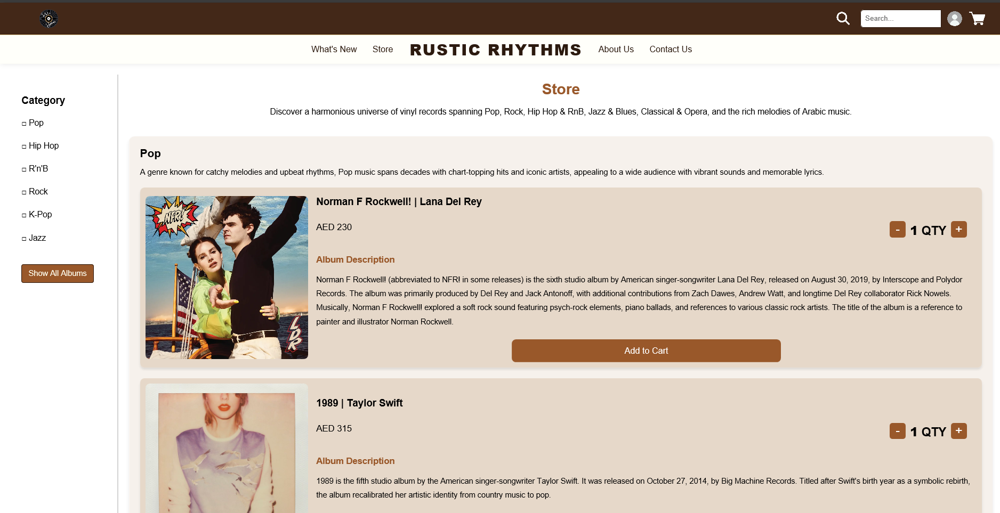 Search...
What's New Store RUSTIC RHYTHMS About Us Contact Us
Category
Pop
Hip Hop
R'n'B
Rock
K-Pop
Jazz
Show All Albums
Store
Discover a harmonious universe of vinyl records spanning Pop, Rock, Hip Hop & RnB, Jazz & Blues, Classical & Opera, and the rich melodies of Arabic music.
Pop
A genre known for catchy melodies and upbeat rhythms, Pop music spans decades with chart-topping hits and iconic artists, appealing to a wide audience with vibrant sounds and memorable lyrics.
NFR!
LDR
Norman F Rockwell! | Lana Del Rey
AED 230
- 1 QTY +
Album Description
Norman F Rockwell! (abbreviated to NFR! in some releases) is the sixth studio album by American singer-songwriter Lana Del Rey, released on August 30, 2019, by Interscope and Polydor
Records. The album was primarily produced by Del Rey and Jack Antonoff, with additional contributions from Zach Dawes, Andrew Watt, and longtime Del Rey collaborator Rick Nowels.
Musically, Norman F Rockwell! explored a soft rock sound featuring psych-rock elements, piano ballads, and references to various classic rock artists. The title of the album is a reference to
painter and illustrator Norman Rockwell.
Add to Cart
1989 | Taylor Swift
AED 315
- 1 QTY +
Album Description
1989 is the fifth studio album by the American singer-songwriter Taylor Swift. It was released on October 27, 2014, by Big Machine Records. Titled after Swift's birth year as a symbolic rebirth,
the album recalibrated her artistic identity from country music to pop.